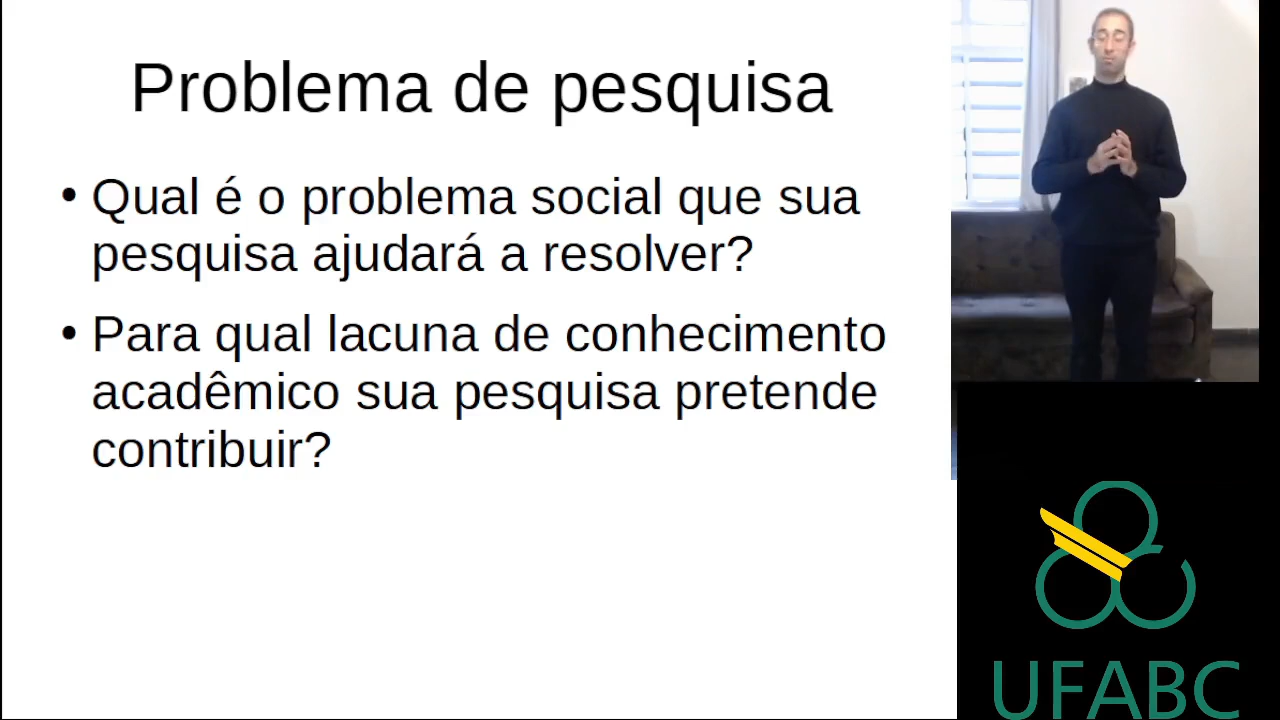 Problema de pesquisa
• Qual é o problema social que sua
pesquisa ajudará a resolver?
• Para qual lacuna de conhecimento
acadêmico sua pesquisa pretende
contribuir?
UFABC